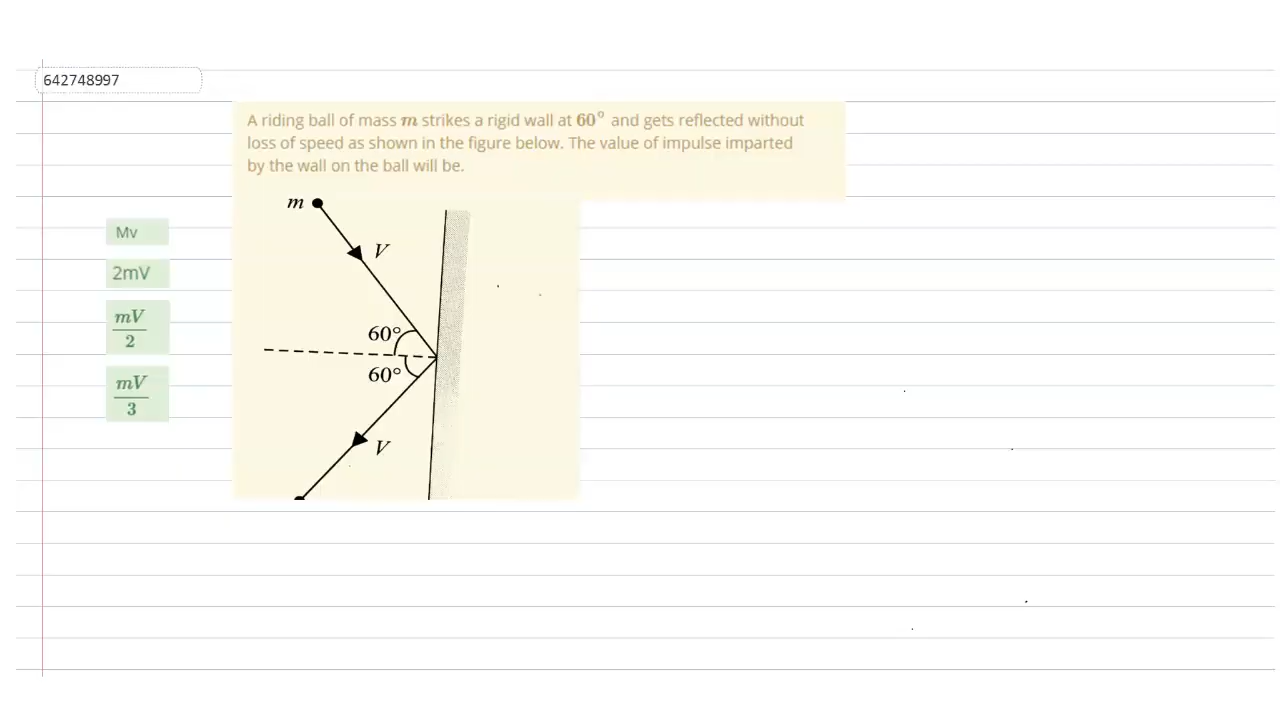 642748997
A riding ball of mass m strikes a rigid wall at 60° and gets reflected without
loss of speed as shown in the figure below. The value of impulse imparted
by the wall on the ball will be.
m
V
60°
60°
V
Mv
2mV
mV
2
mV
3